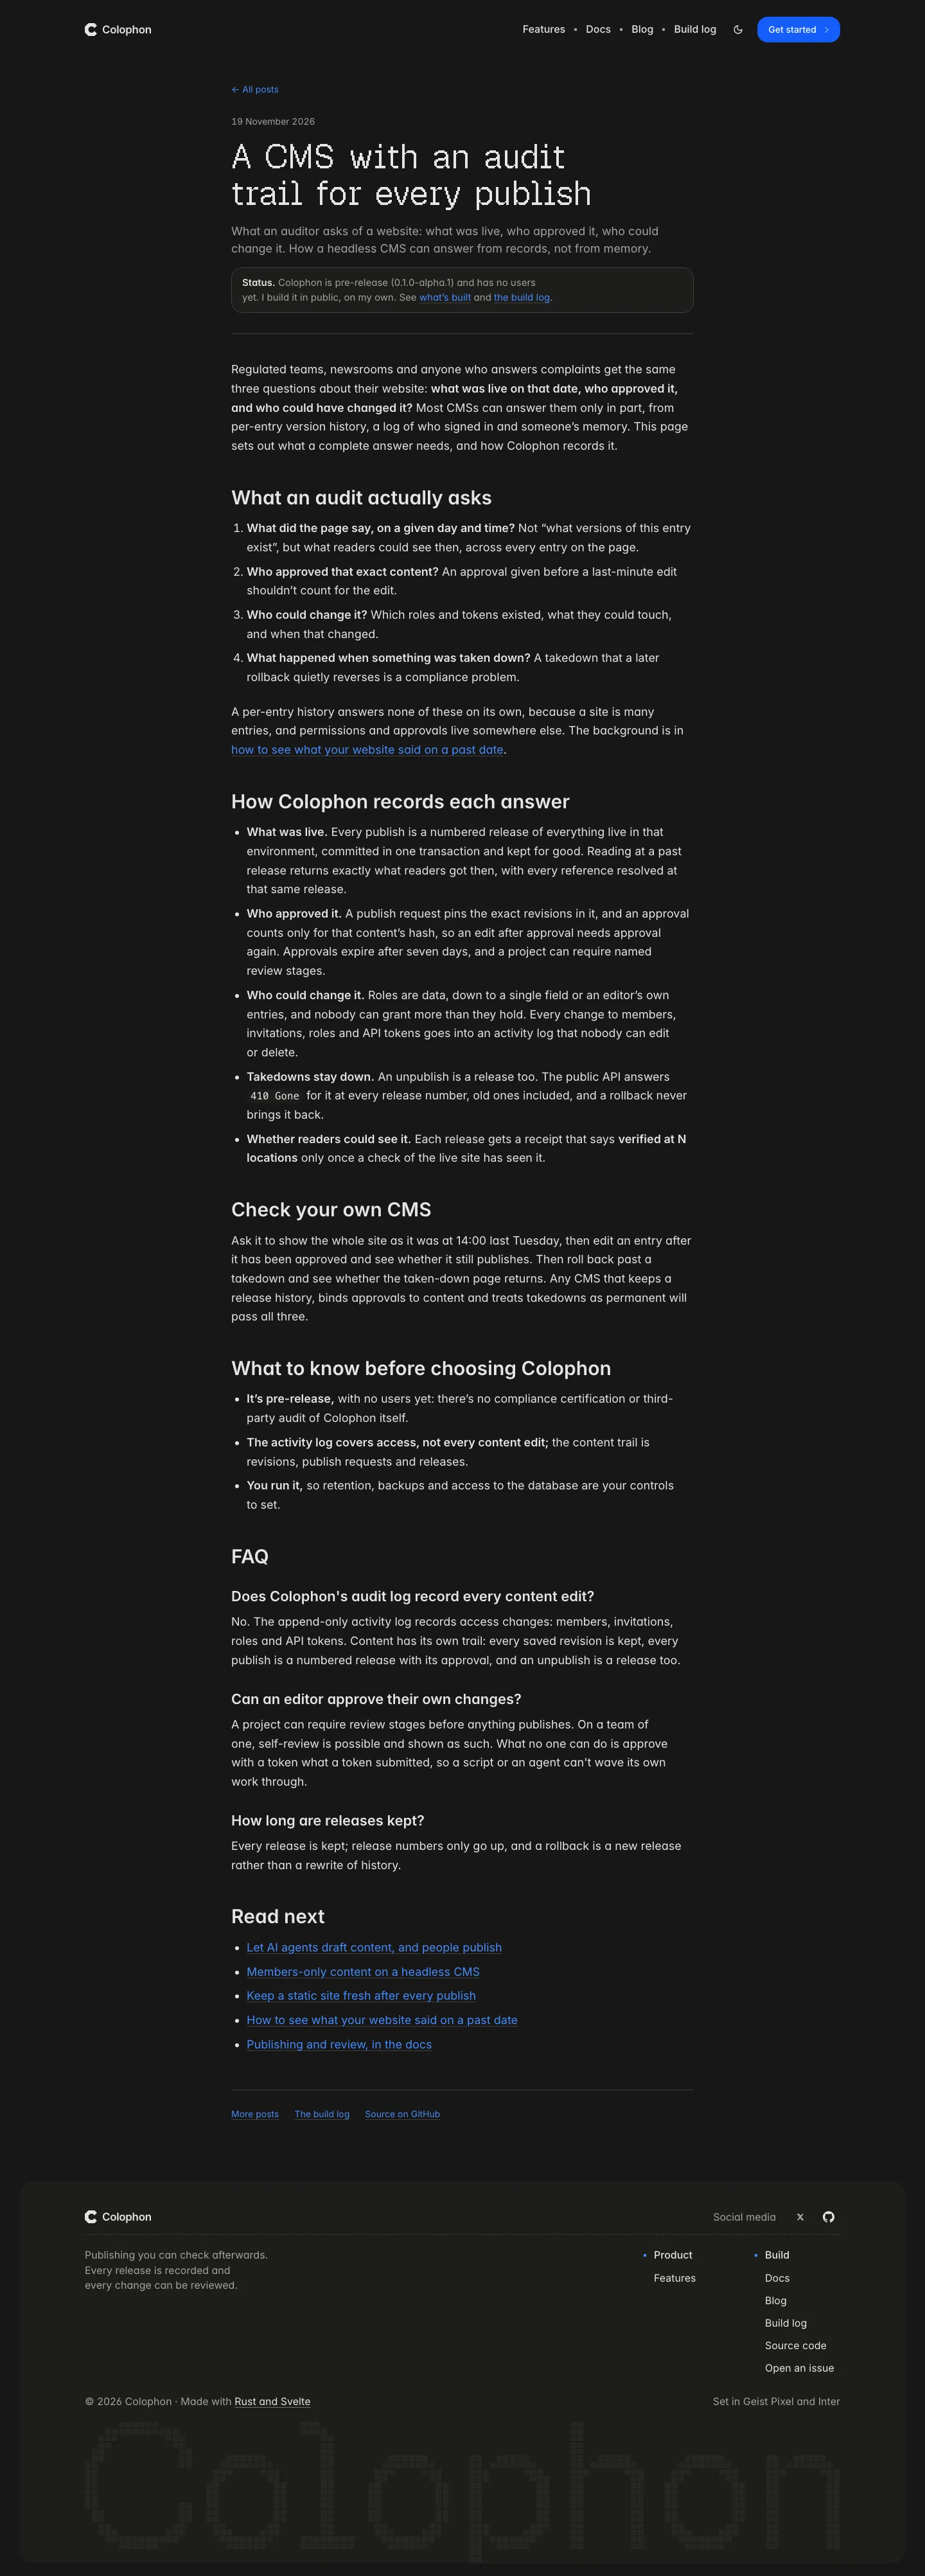 Colophon
Features
Docs
Blog
Build log
Get started
← All posts
19 November 2026
A CMS with an audit
trail for every publish
What an auditor asks of a website: what was live, who approved it, who could
change it. How a headless CMS can answer from records, not from memory.
Status. Colophon is pre-release (0.1.0-alpha.1) and has no users
yet. I build it in public, on my own. See what's built and the build log.
Regulated teams, newsrooms and anyone who answers complaints get the same
three questions about their website: what was live on that date, who approved it,
and who could have changed it? Most CMSs can answer them only in part, from
per-entry version history, a log of who signed in and someone's memory. This page
sets out what a complete answer needs, and how Colophon records it.
What an audit actually asks
1. What did the page say, on a given day and time? Not “what versions of this entry
exist”, but what readers could see then, across every entry on the page.
2. Who approved that exact content? An approval given before a last-minute edit
shouldn't count for the edit.
3. Who could change it? Which roles and tokens existed, what they could touch,
and when that changed.
4. What happened when something was taken down? A takedown that a later
rollback quietly reverses is a compliance problem.
A per-entry history answers none of these on its own, because a site is many
entries, and permissions and approvals live somewhere else. The background is in
how to see what your website said on a past date.
How Colophon records each answer
• What was live. Every publish is a numbered release of everything live in that
environment, committed in one transaction and kept for good. Reading at a past
release returns exactly what readers got then, with every reference resolved at
that same release.
• Who approved it. A publish request pins the exact revisions in it, and an approval
counts only for that content's hash, so an edit after approval needs approval
again. Approvals expire after seven days, and a project can require named
review stages.
• Who could change it. Roles are data, down to a single field or an editor's own
entries, and nobody can grant more than they hold. Every change to members,
invitations, roles and API tokens goes into an activity log that nobody can edit
or delete.
• Takedowns stay down. An unpublish is a release too. The public API answers
410 Gone for it at every release number, old ones included, and a rollback never
brings it back.
• Whether readers could see it. Each release gets a receipt that says verified at N
locations only once a check of the live site has seen it.
Check your own CMS
Ask it to show the whole site as it was at 14:00 last Tuesday, then edit an entry after
it has been approved and see whether it still publishes. Then roll back past a
takedown and see whether the taken-down page returns. Any CMS that keeps a
release history, binds approvals to content and treats takedowns as permanent will
pass all three.
What to know before choosing Colophon
• It's pre-release, with no users yet: there's no compliance certification or third-
party audit of Colophon itself.
• The activity log covers access, not every content edit; the content trail is
revisions, publish requests and releases.
• You run it, so retention, backups and access to the database are your controls
to set.
FAQ
Does Colophon's audit log record every content edit?
No. The append-only activity log records access changes: members, invitations,
roles and API tokens. Content has its own trail: every saved revision is kept, every
publish is a numbered release with its approval, and an unpublish is a release too.
Can an editor approve their own changes?
A project can require review stages before anything publishes. On a team of
one, self-review is possible and shown as such. What no one can do is approve
with a token what a token submitted, so a script or an agent can't wave its own
work through.
How long are releases kept?
Every release is kept; release numbers only go up, and a rollback is a new release
rather than a rewrite of history.
Read next
• Let AI agents draft content, and people publish
• Members-only content on a headless CMS
• Keep a static site fresh after every publish
• How to see what your website said on a past date
• Publishing and review, in the docs
More posts
The build log
Source on GitHub
Colophon
Social media
Publishing you can check afterwards.
Every release is recorded and
every change can be reviewed.
Product
Features
Build
Docs
Blog
Build log
Source code
Open an issue
© 2026 Colophon · Made with Rust and Svelte
Set in Geist Pixel and Inter
Colophon